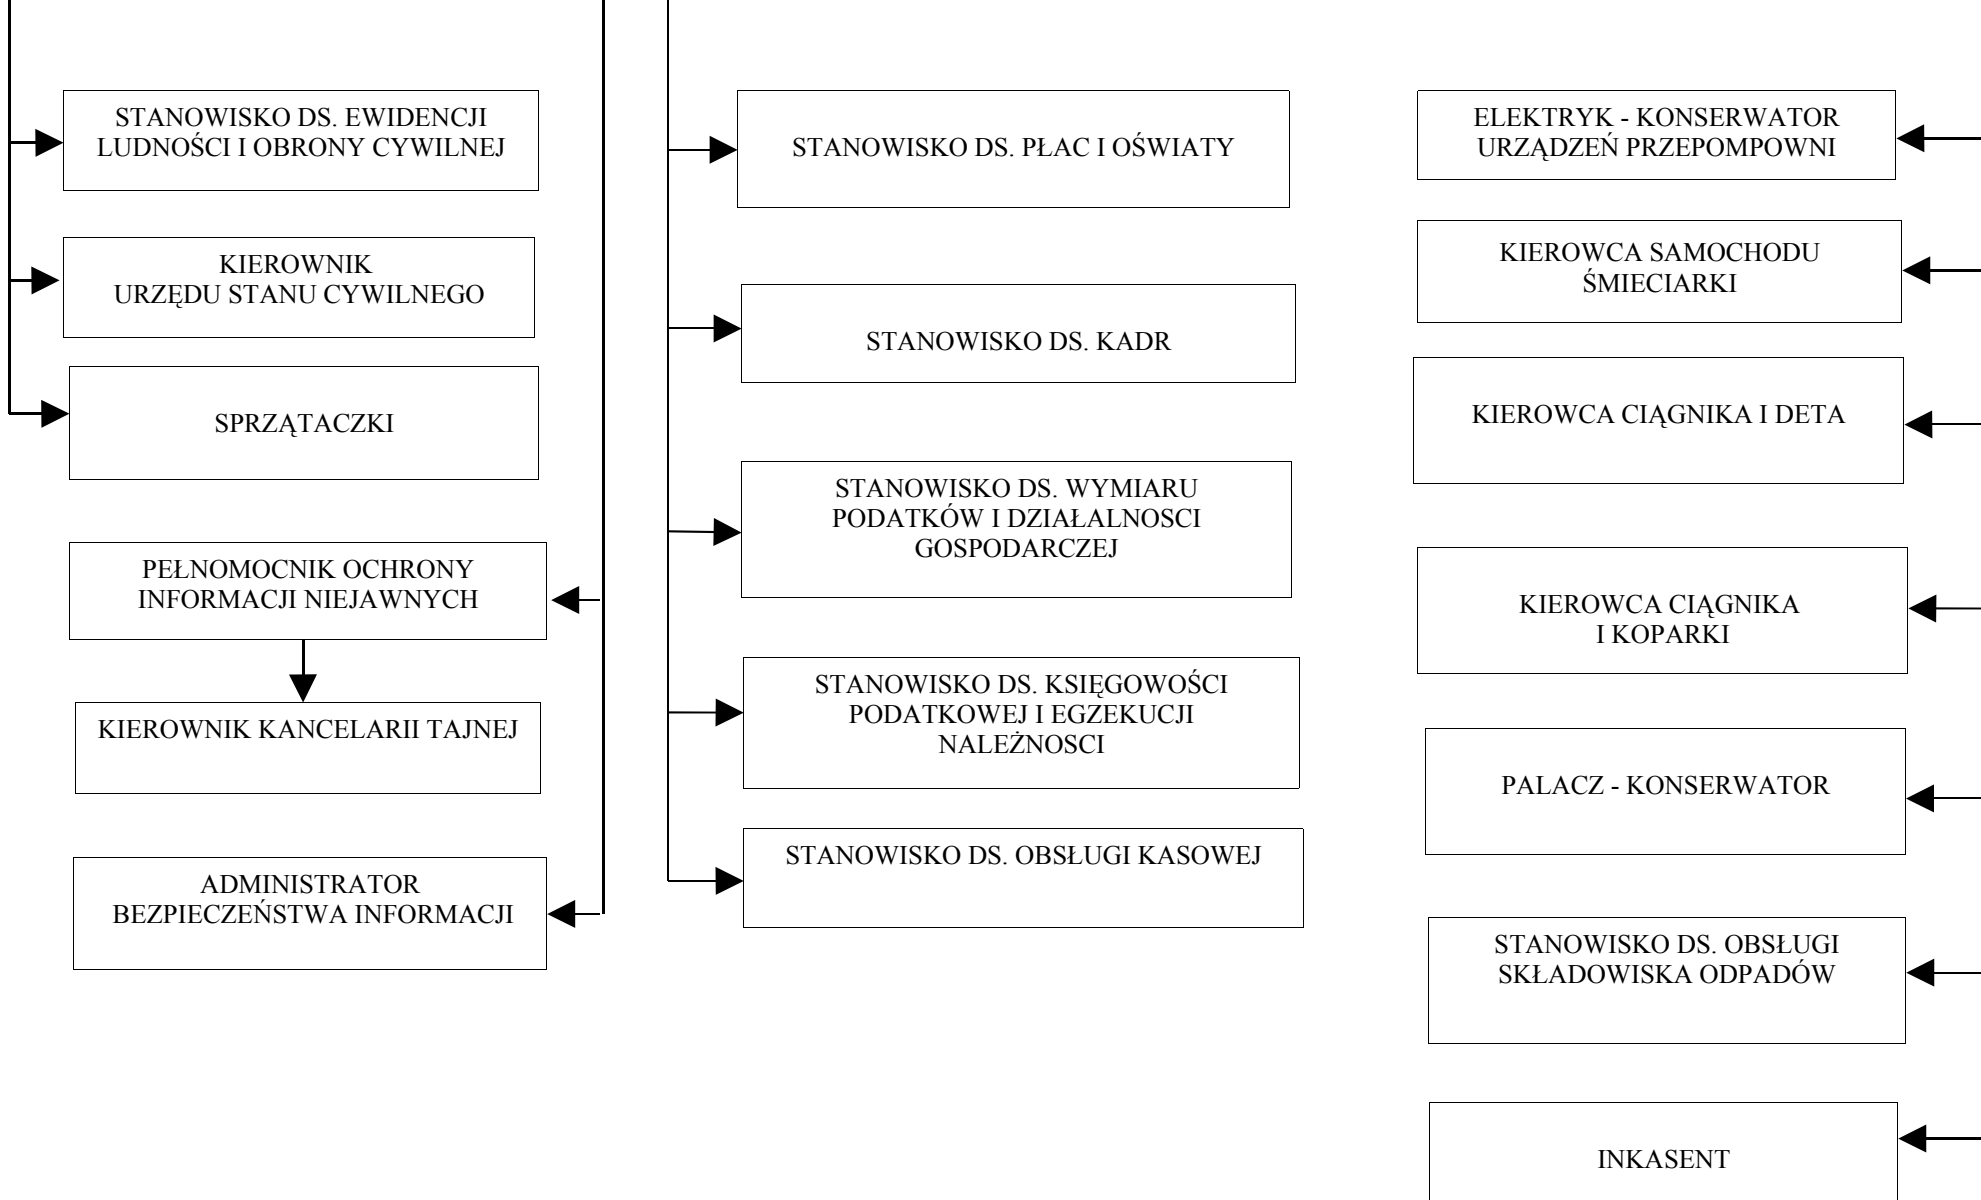 STANOWISKO DS. EWIDENCJI
LUDNOŚCI I OBRONY CYWILNEJ
KIEROWNIK
URZĘDU STANU CYWILNEGO
SPRZĄTACZKI
PEŁNOMOCNIK OCHRONY
INFORMACJI NIEJAWNYCH
KIEROWNIK KANCELARII TAJNEJ
ADMINISTRATOR
BEZPIECZEŃSTWA INFORMACJI
STANOWISKO DS. PŁAC I OŚWIATY
STANOWISKO DS. KADR
STANOWISKO DS. WYMIARU
PODATKÓW I DZIAŁALNOSCI
GOSPODARCZEJ
STANOWISKO DS. KSIĘGOWOŚCI
PODATKOWEJ I EGZEKUCJI
NALEŻNOSCI
STANOWISKO DS. OBSŁUGI KASOWEJ
ELEKTRYK - KONSERWATOR
URZĄDZEŃ PRZEPOMPOWNI
KIEROWCA SAMOCHODU
ŚMIECIARKI
KIEROWCA CIĄGNIKA I DETA
KIEROWCA CIĄGNIKA
I KOPARKI
PALACZ - KONSERWATOR
STANOWISKO DS. OBSŁUGI
SKŁADOWISKA ODPADÓW
INKASENT